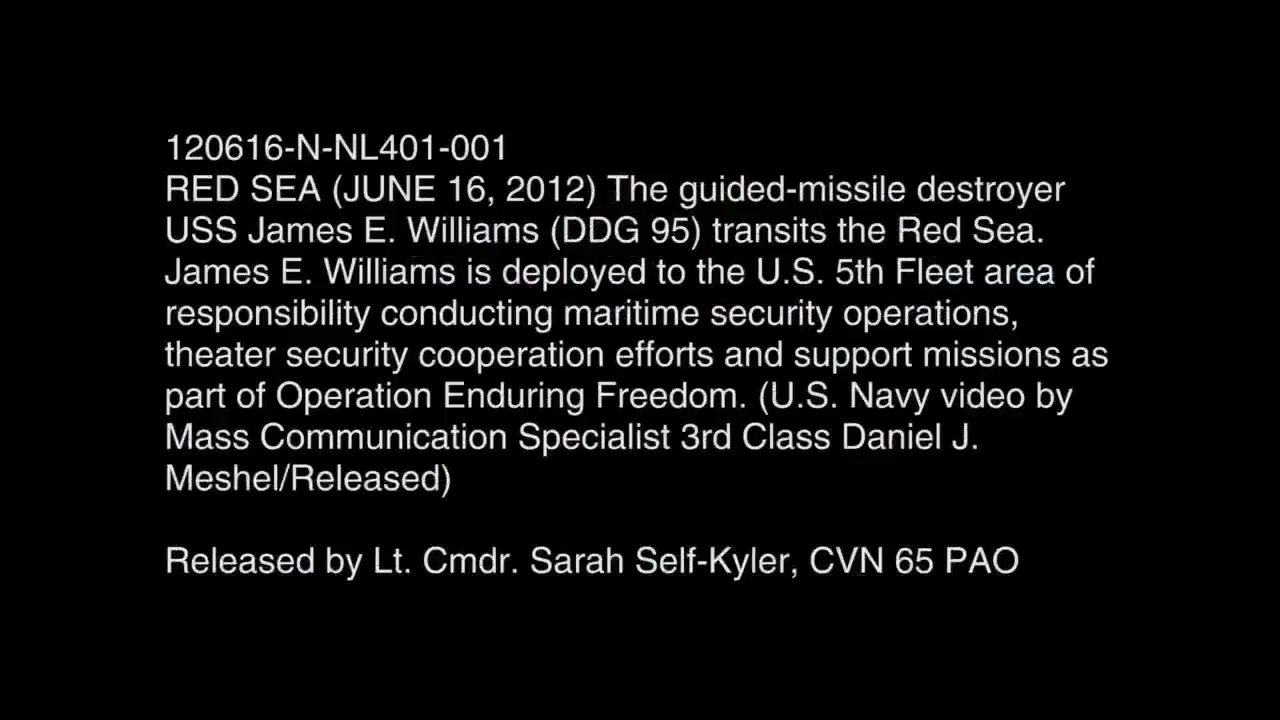 120616-N-NL401-001
RED SEA (JUNE 16, 2012) The guided-missile destroyer
USS James E. Williams (DDG 95) transits the Red Sea.
James E. Williams is deployed to the U.S. 5th Fleet area of
responsibility conducting maritime security operations,
theater security cooperation efforts and support missions as
part of Operation Enduring Freedom. (U.S. Navy video by
Mass Communication Specialist 3rd Class Daniel J.
Meshel/Released)
Released by Lt. Cmdr. Sarah Self-Kyler, CVN 65 PAO